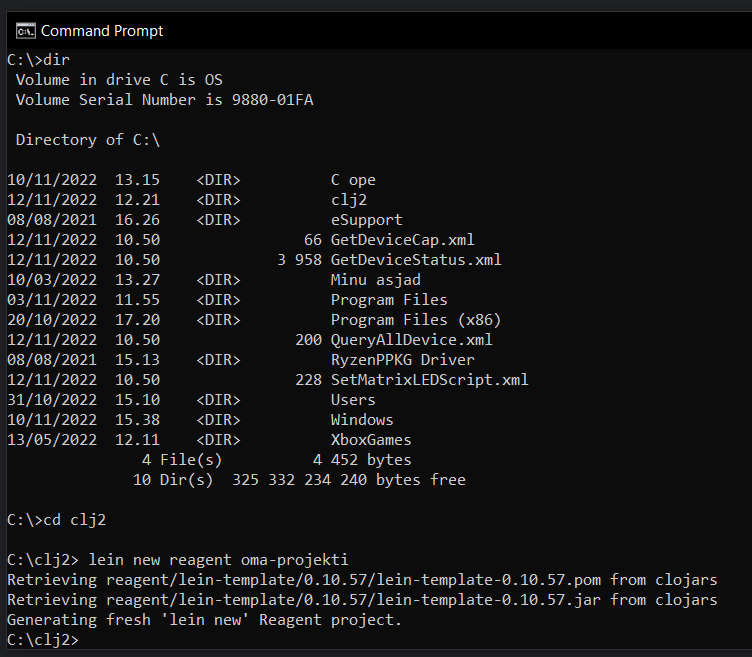 Command Prompt
C:\>dir
 Volume in drive C is OS
 Volume Serial Number is 9880-01FA

 Directory of C:\

10/11/2022  13.15    <DIR>          C ope
12/11/2022  12.21    <DIR>          clj2
08/08/2021  16.26    <DIR>          eSupport
12/11/2022  10.50                66 GetDeviceCap.xml
12/11/2022  10.50             3 958 GetDeviceStatus.xml
10/03/2022  13.27    <DIR>          Minu asjad
03/11/2022  11.55    <DIR>          Program Files
20/10/2022  17.20    <DIR>          Program Files (x86)
12/11/2022  10.50               200 QueryAllDevice.xml
08/08/2021  15.13    <DIR>          RyzenPPKG Driver
12/11/2022  10.50               228 SetMatrixLEDScript.xml
31/10/2022  15.10    <DIR>          Users
10/11/2022  15.38    <DIR>          Windows
13/05/2022  12.11    <DIR>          XboxGames
               4 File(s)          4 452 bytes
              10 Dir(s)  325 332 234 240 bytes free

C:\>cd clj2

C:\clj2> lein new reagent oma-projekti
Retrieving reagent/lein-template/0.10.57/lein-template-0.10.57.pom from clojars
Retrieving reagent/lein-template/0.10.57/lein-template-0.10.57.jar from clojars
Generating fresh 'lein new' Reagent project.
C:\clj2>